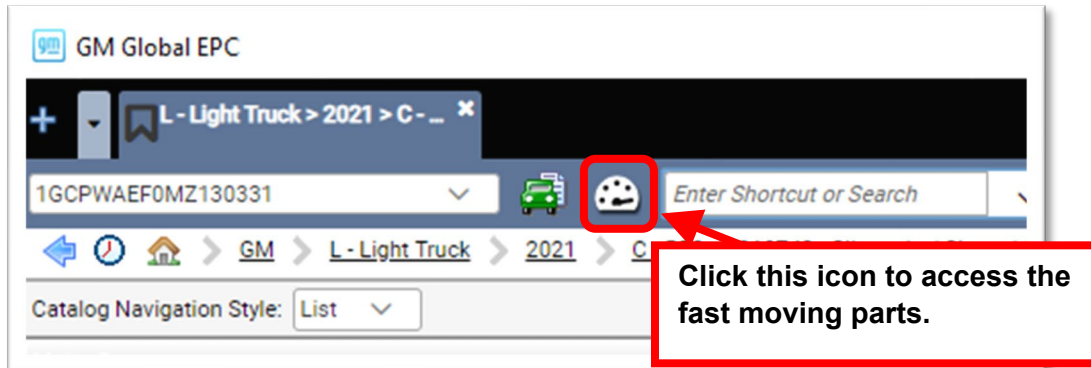 gm GM Global EPC
L - Light Truck > 2021 > C - ...
1GCPWAEF0MZ130331
Enter Shortcut or Search
GM > L - Light Truck > 2021 > C
Click this icon to access the
fast moving parts.
Catalog Navigation Style: List